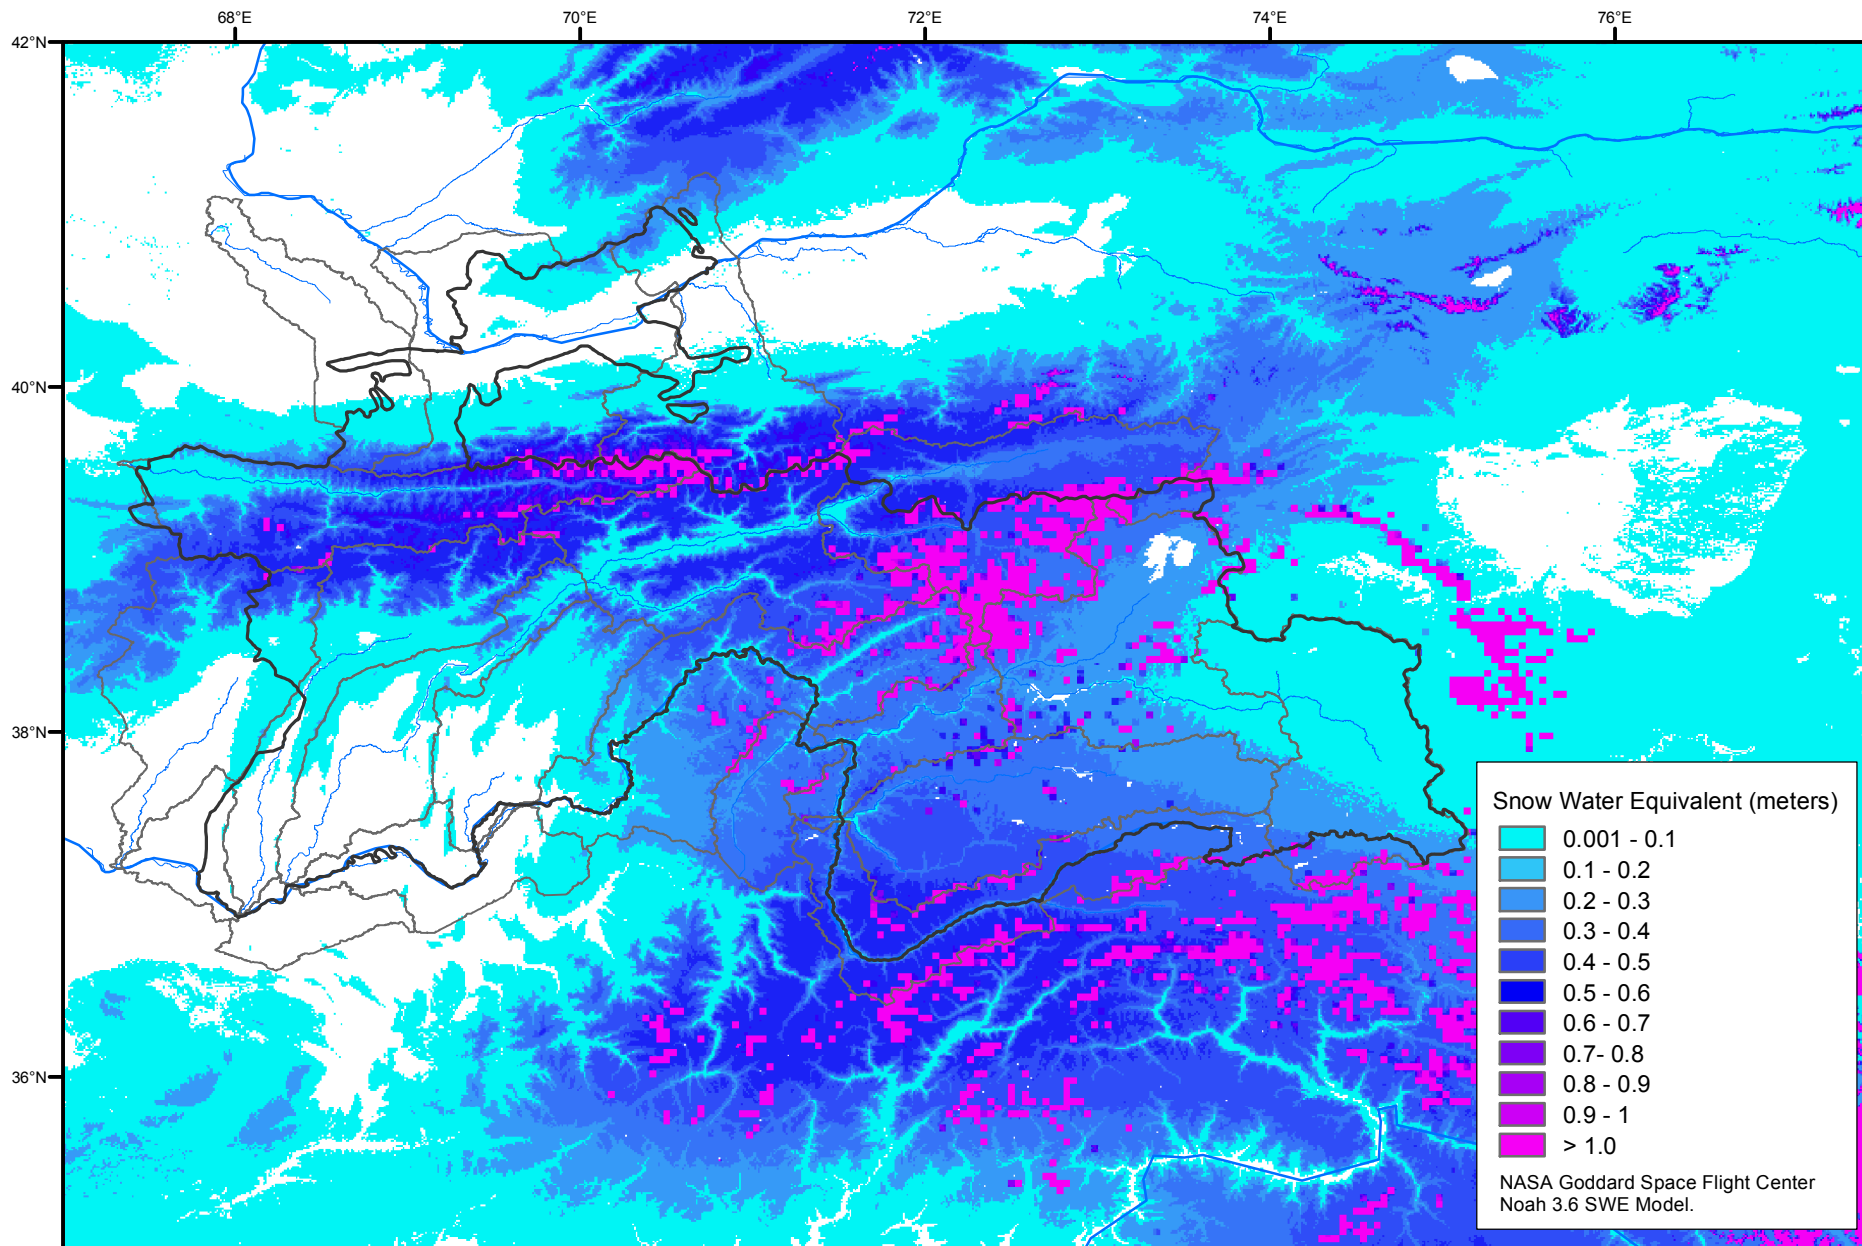 68°E
70°E
72°E
74°E
76°E
42°N
40°N
38°N
36°N
Snow Water Equivalent (meters)
0.001 - 0.1
0.1 - 0.2
0.2 - 0.3
0.3 - 0.4
0.4 - 0.5
0.5 - 0.6
0.6 - 0.7
0.7- 0.8
0.8 - 0.9
0.9 - 1
> 1.0
NASA Goddard Space Flight Center
Noah 3.6 SWE Model.